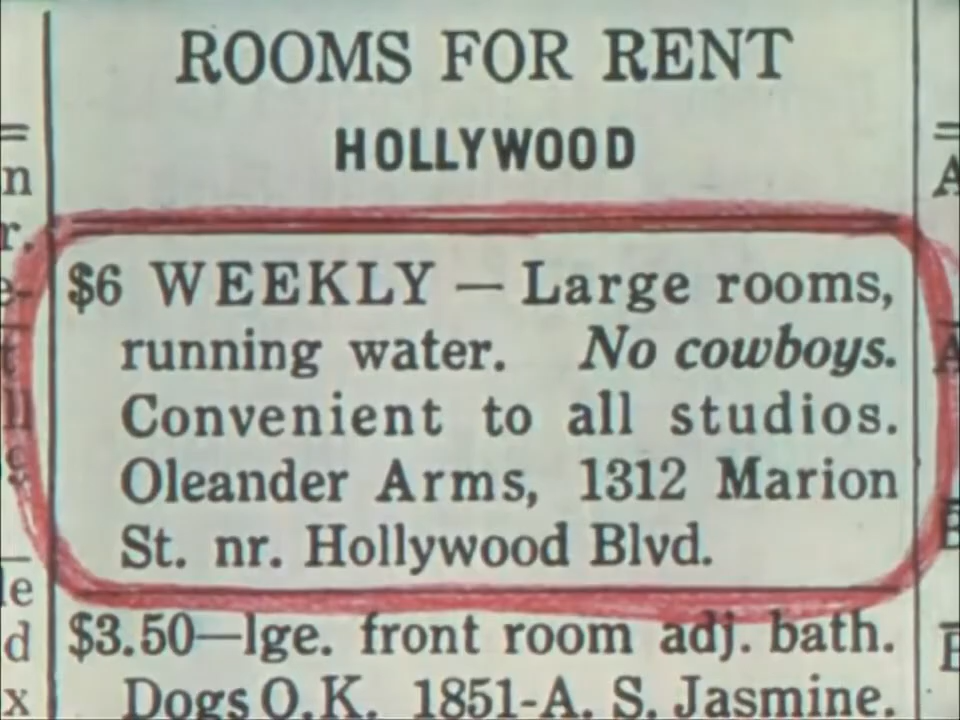 ROOMS FOR RENT
HOLLYWOOD
$6 WEEKLY — Large rooms,
running water. No cowboys.
Convenient to all studios.
Oleander Arms, 1312 Marion
St. nr. Hollywood Blvd.
$3.50—lge. front room adj. bath.
Dogs O.K. 1851-A. S. Jasmine.